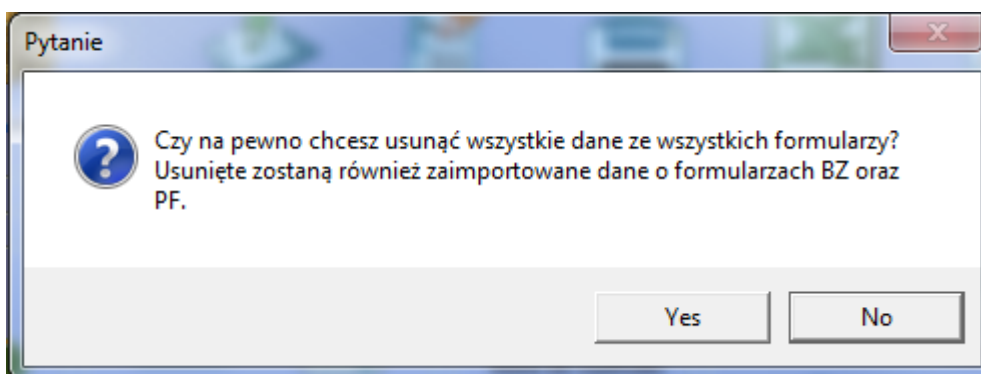 Pytanie
Czy na pewno chcesz usunąć wszystkie dane ze wszystkich formularzy?
Usunięte zostaną również zaimportowane dane o formularzach BZ oraz
PF.
Yes
No